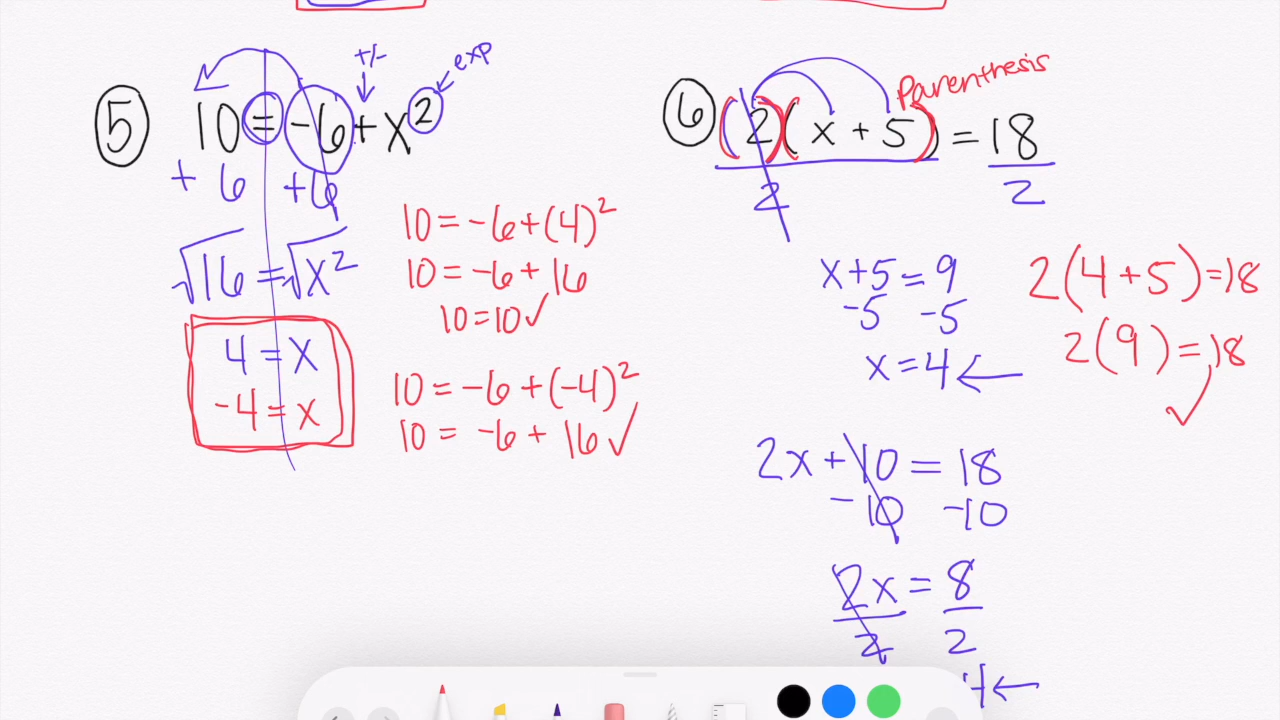 +/-
exp
5
10 = -6 + x²
+ 6 +6
√16 = √x²
4 = x
-4 = x
10 = -6 + (4)²
10 = -6 + 16
10 = 10 ✓
10 = -6 + (-4)²
10 = -6 + 16 ✓
Parenthesis
6
(2)(x + 5) = 18
2 2
x + 5 = 9
-5 -5
x = 4 ←
2(4 + 5) = 18
2(9) = 18
✓
2x + 10 = 18
- 10 -10
2x = 8
2 2
4 ←